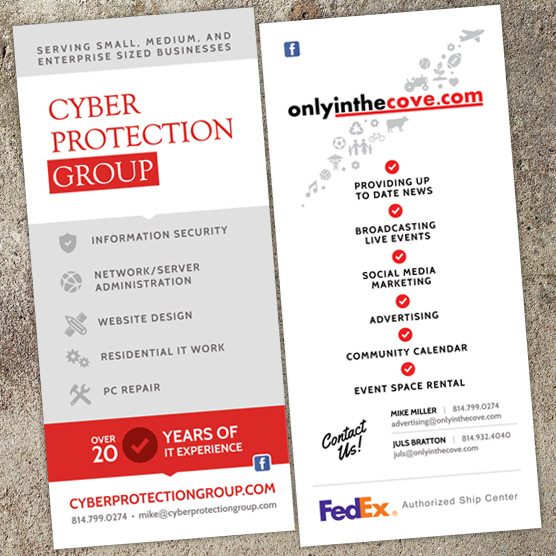 SERVING SMALL, MEDIUM, AND
ENTERPRISE SIZED BUSINESSES
CYBER
PROTECTION
GROUP
INFORMATION SECURITY
NETWORK/SERVER
ADMINISTRATION
WEBSITE DESIGN
RESIDENTIAL IT WORK
PC REPAIR
OVER
20
YEARS OF
IT EXPERIENCE
f
CYBERPROTECTIONGROUP.COM
814.799.0274 • mike@cyberprotectiongroup.com
f
onlyinthecove.com
PROVIDING UP
TO DATE NEWS
BROADCASTING
LIVE EVENTS
SOCIAL MEDIA
MARKETING
ADVERTISING
COMMUNITY CALENDAR
EVENT SPACE RENTAL
Contact
Us!
MIKE MILLER | 814.799.0274
advertising@onlyinthecove.com
JULS BRATTON | 814.932.4040
juls@onlyinthecove.com
FedEx® Authorized Ship Center